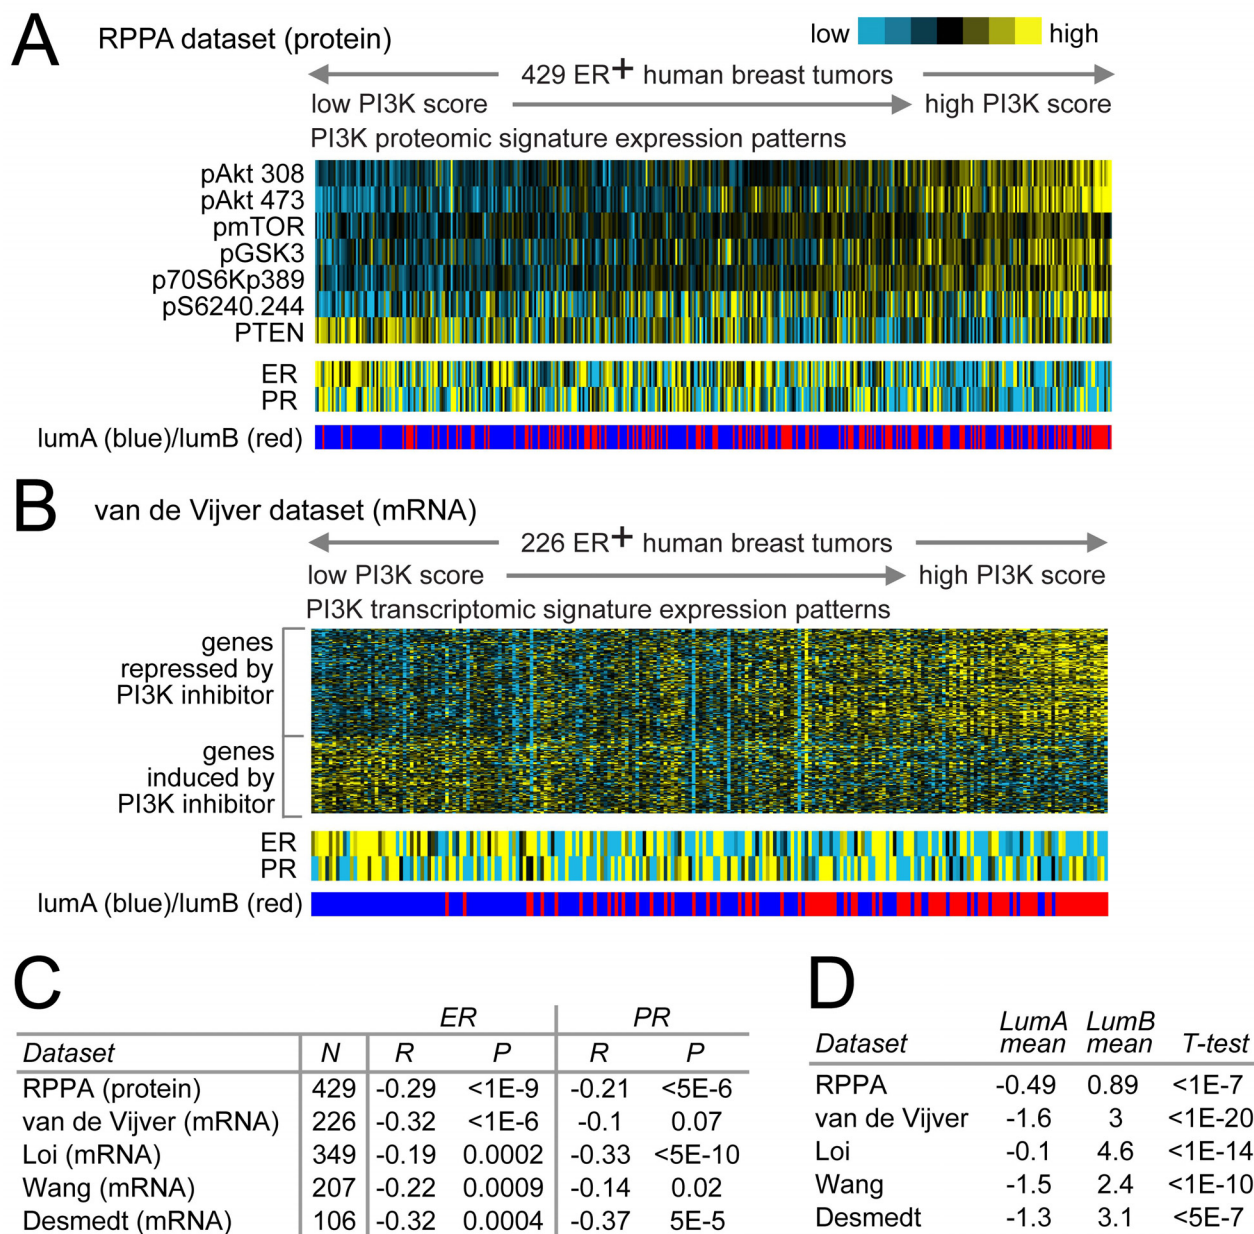 A RPPA dataset (protein)
low high
429 ER+ human breast tumors
low PI3K score high PI3K score
PI3K proteomic signature expression patterns
pAkt 308
pAkt 473
pmTOR
pGSK3
p70S6Kp389
pS6240.244
PTEN
ER
PR
lumA (blue)/lumB (red)
B van de Vijver dataset (mRNA)
226 ER+ human breast tumors
low PI3K score high PI3K score
PI3K transcriptomic signature expression patterns
genes
repressed by
PI3K inhibitor
genes
induced by
PI3K inhibitor
ER
PR
lumA (blue)/lumB (red)
C
ER PR
Dataset N R P R P
RPPA (protein) 429 -0.29 <1E-9 -0.21 <5E-6
van de Vijver (mRNA) 226 -0.32 <1E-6 -0.1 0.07
Loi (mRNA) 349 -0.19 0.0002 -0.33 <5E-10
Wang (mRNA) 207 -0.22 0.0009 -0.14 0.02
Desmedt (mRNA) 106 -0.32 0.0004 -0.37 5E-5
D
LumA LumB
Dataset mean mean T-test
RPPA -0.49 0.89 <1E-7
van de Vijver -1.6 3 <1E-20
Loi -0.1 4.6 <1E-14
Wang -1.5 2.4 <1E-10
Desmedt -1.3 3.1 <5E-7